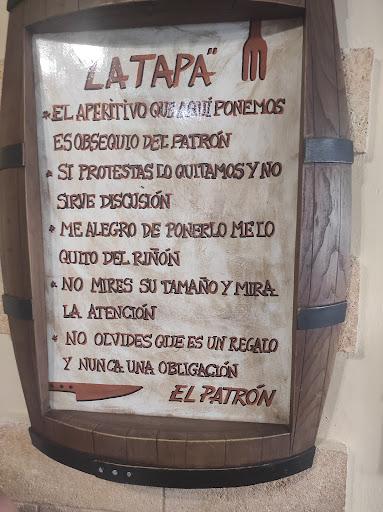 "LA TAPA"
* EL APERITIVO QUE AQUÍ PONEMOS
ES OBSEQUIO DEL PATRÓN
* SI PROTESTAS LO QUITAMOS Y NO
SIRVE DISCUSIÓN
* ME ALEGRO DE PONERLO ME LO
QUITO DEL RIÑÓN
* NO MIRES SU TAMAÑO Y MIRA
LA ATENCIÓN
* NO OLVIDES QUE ES UN REGALO
Y NUNCA UNA OBLIGACIÓN
EL PATRÓN